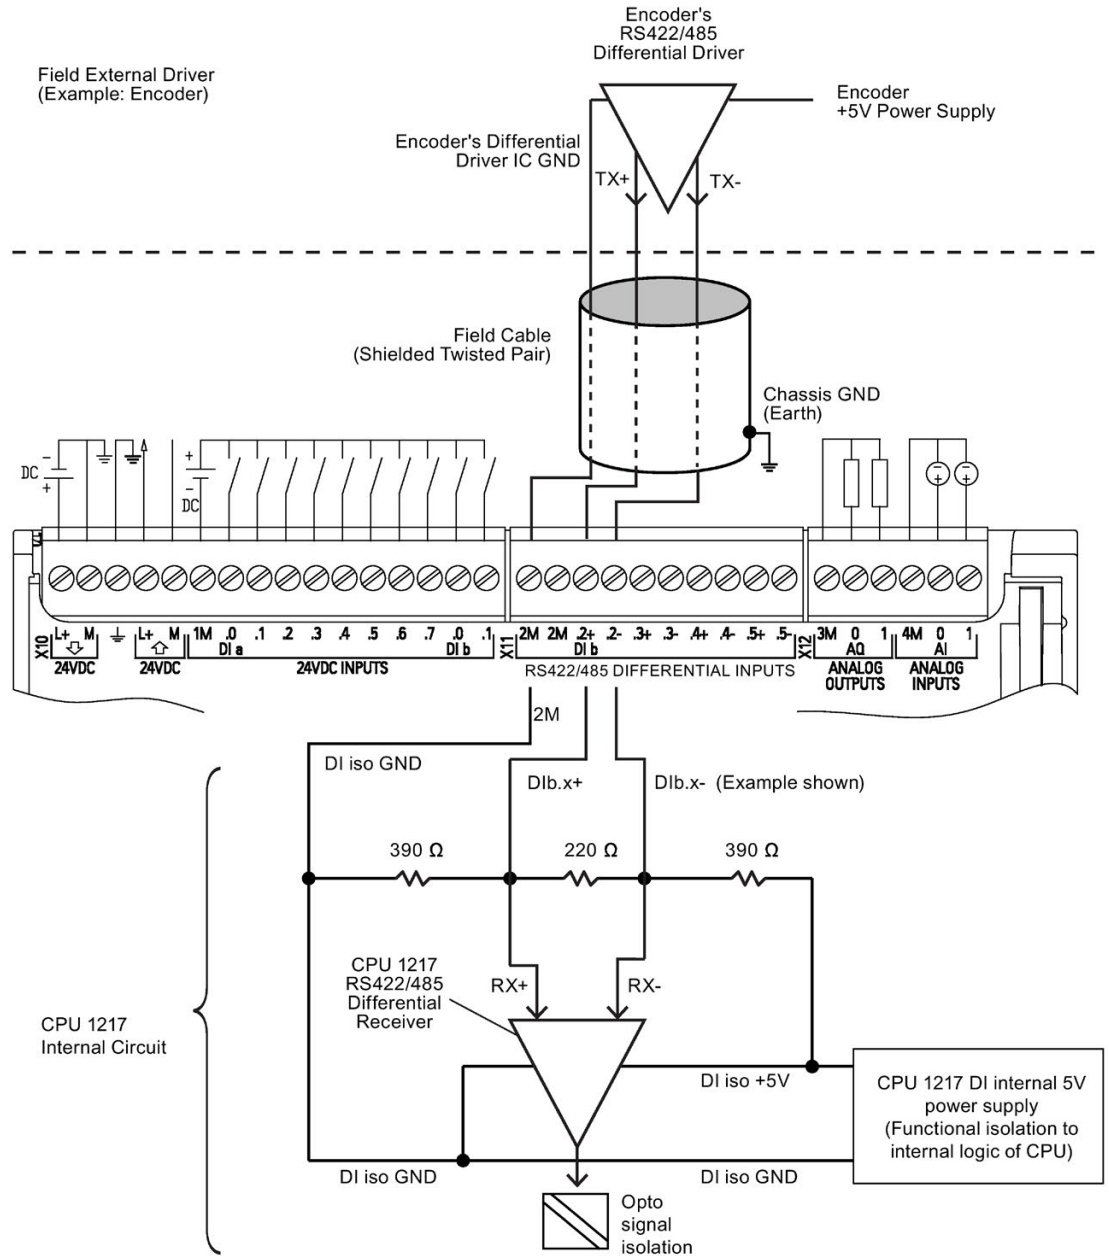 Encoder's
RS422/485
Differential Driver
Field External Driver
(Example: Encoder)
Encoder
+5V Power Supply
Encoder's Differential
Driver IC GND
TX+
TX-
Field Cable
(Shielded Twisted Pair)
Chassis GND
(Earth)
DC
−
+
+
−
DC
+
−
+
−
X10
L+ M
L+ M
1M .0 .1 .2 .3 .4 .5 .6 .7 .0 .1
DI a
DI b
24VDC
24VDC
24VDC INPUTS
X11
2M 2M .2+ .2- .3+ .3- .4+ .4- .5+ .5-
DI b
RS422/485 DIFFERENTIAL INPUTS
X12
3M 0 1
AQ
ANALOG
OUTPUTS
4M 0 1
AI
ANALOG
INPUTS
2M
DI iso GND
DIb.x+
DIb.x- (Example shown)
390 Ω
220 Ω
390 Ω
CPU 1217
RS422/485
Differential
Receiver
RX+
RX-
CPU 1217
Internal Circuit
DI iso +5V
CPU 1217 DI internal 5V
power supply
(Functional isolation to
internal logic of CPU)
DI iso GND
DI iso GND
Opto
signal
isolation